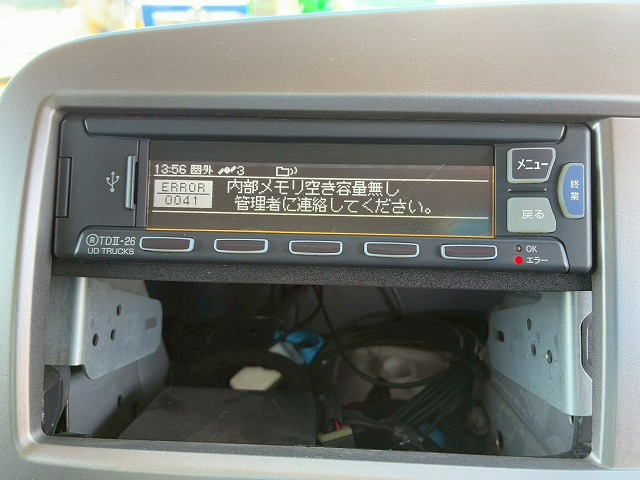 13:56 圏外 3
ERROR
0041
内部メモリ空き容量無し
管理者に連絡してください。
メニュー
戻る
終業
TDⅡ-26
UD TRUCKS
OK
エラー